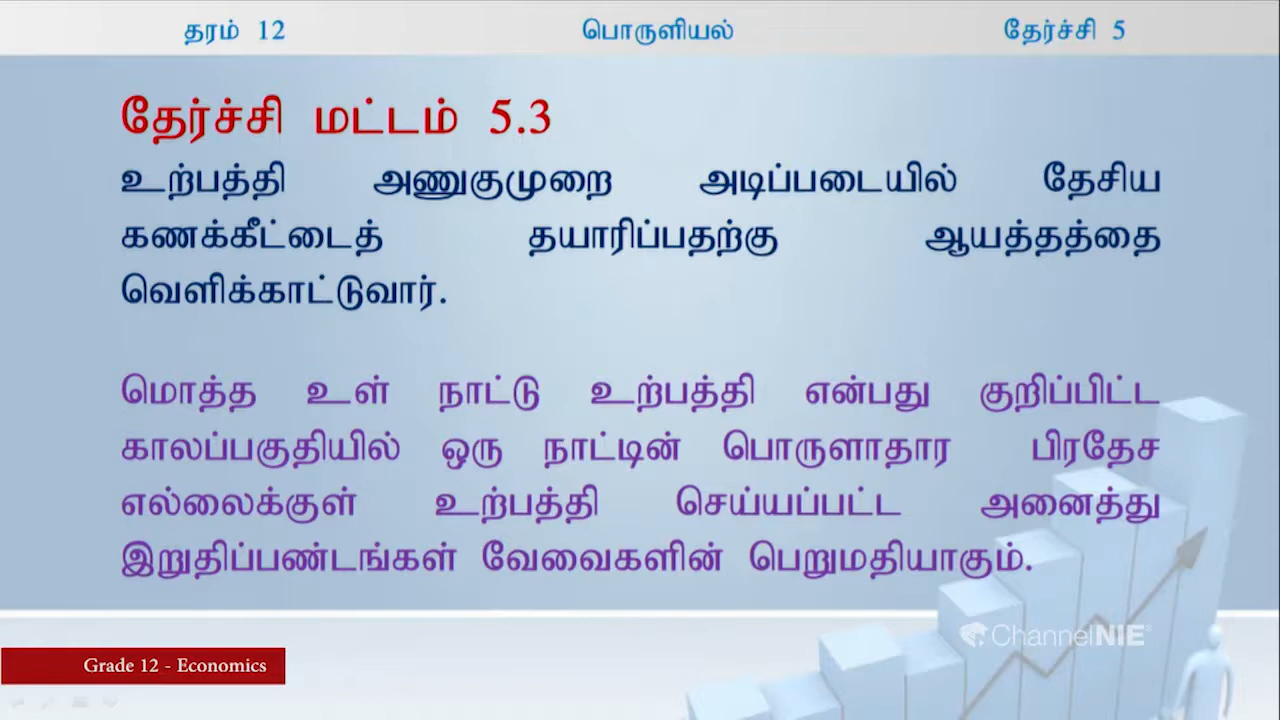 தரம் 12 பொருளியல் தேர்ச்சி 5
தேர்ச்சி மட்டம் 5.3
உற்பத்தி அணுகுமுறை அடிப்படையில் தேசிய
கணக்கீட்டைத் தயாரிப்பதற்கு ஆயத்தத்தை
வெளிக்காட்டுவார்.
மொத்த உள் நாட்டு உற்பத்தி என்பது குறிப்பிட்ட
காலப்பகுதியில் ஒரு நாட்டின் பொருளாதார பிரதேச
எல்லைக்குள் உற்பத்தி செய்யப்பட்ட அனைத்து
இறுதிப்பண்டங்கள் வேவைகளின் பெறுமதியாகும்.
ChannelNIE
Grade 12 - Economics